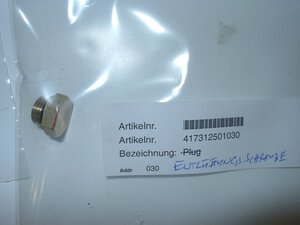 Artikelnr.
Artikelnr. 417312501030
Bezeichnung: Plug
Addr 030 ENTLÜFTUNGSSCHRAUBE